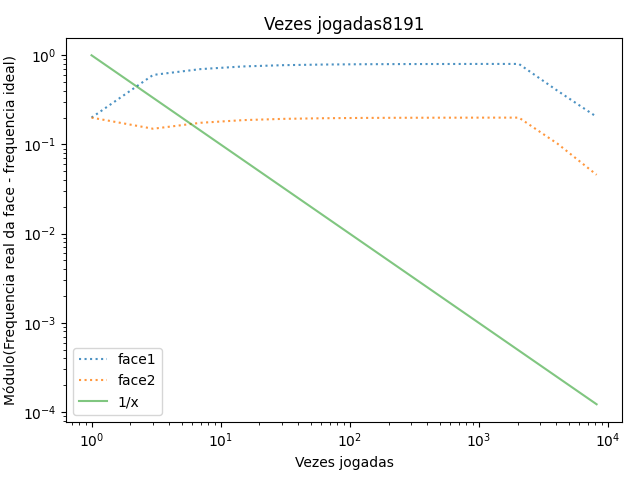 Vezes jogadas8191
Módulo(Frequencia real da face - frequencia ideal)
10⁰
10⁻¹
10⁻²
10⁻³
10⁻⁴
face1
face2
1/x
10⁰ 10¹ 10² 10³ 10⁴
Vezes jogadas